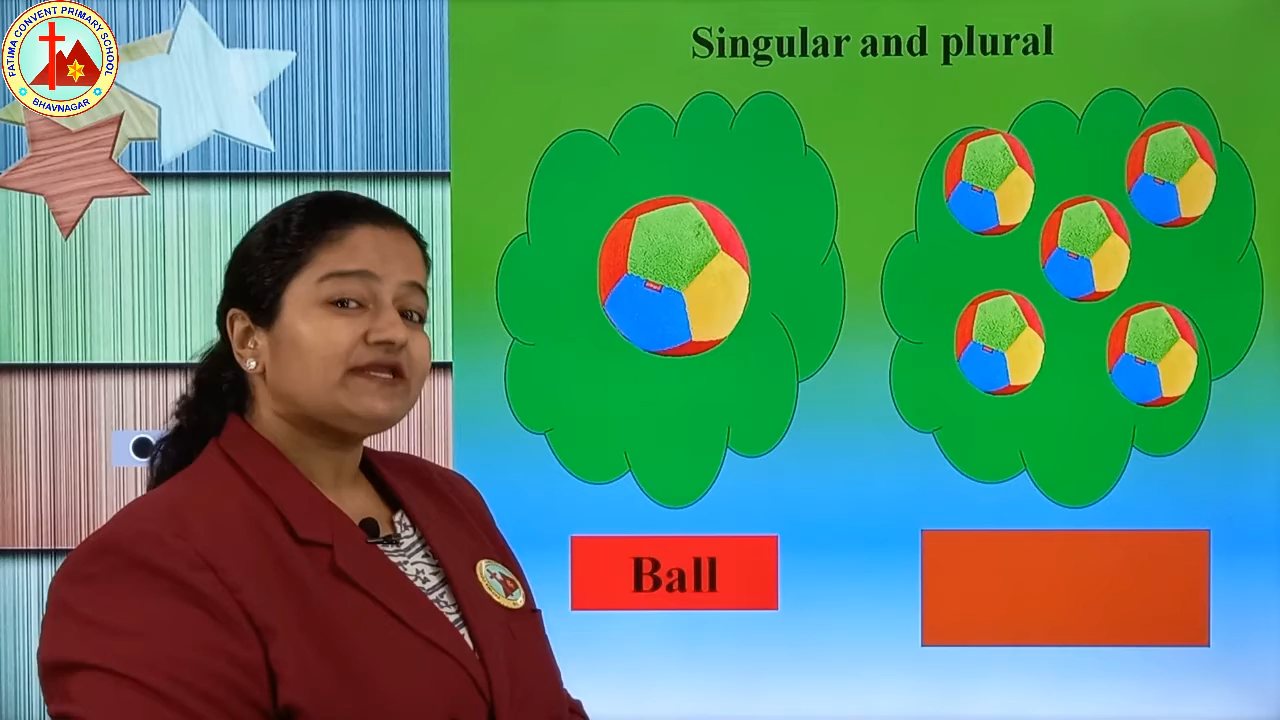 FATIMA CONVENT PRIMARY SCHOOL
BHAVNAGAR
Singular and plural
Ball